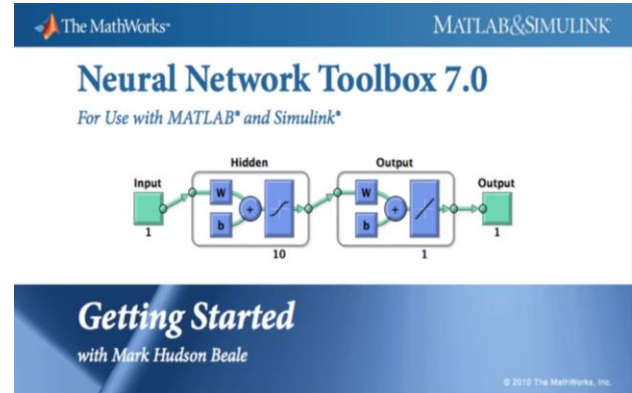 The MathWorks™
MATLAB&SIMULINK®
Neural Network Toolbox 7.0
For Use with MATLAB® and Simulink®
Hidden
Output
Input
Output
W
W
+
+
b
b
1
1
10
1
Getting Started
with Mark Hudson Beale
© 2010 The MathWorks, Inc.